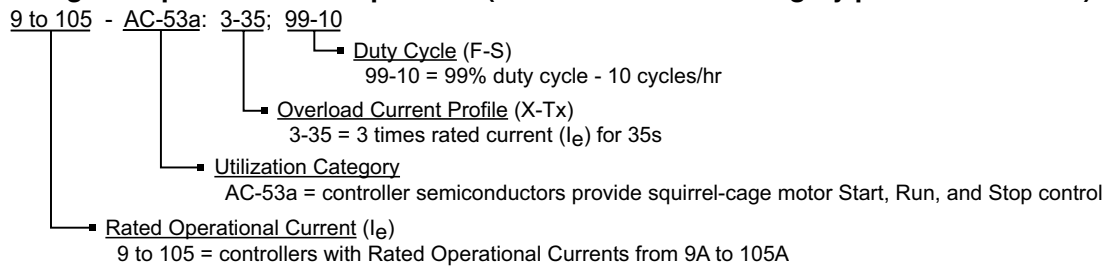 9 to 105 - AC-53a: 3-35; 99-10
Duty Cycle (F-S)
99-10 = 99% duty cycle - 10 cycles/hr
Overload Current Profile (X-Tx)
3-35 = 3 times rated current (Ie) for 35s
Utilization Category
AC-53a = controller semiconductors provide squirrel-cage motor Start, Run, and Stop control
Rated Operational Current (Ie)
9 to 105 = controllers with Rated Operational Currents from 9A to 105A